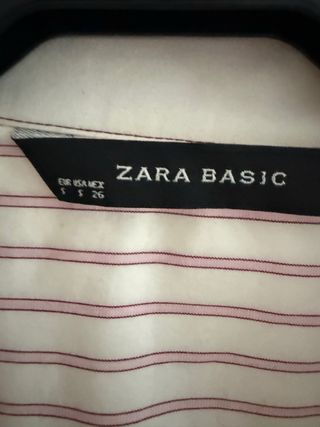 ZARA BASIC
EUR USA MEX
S S 26